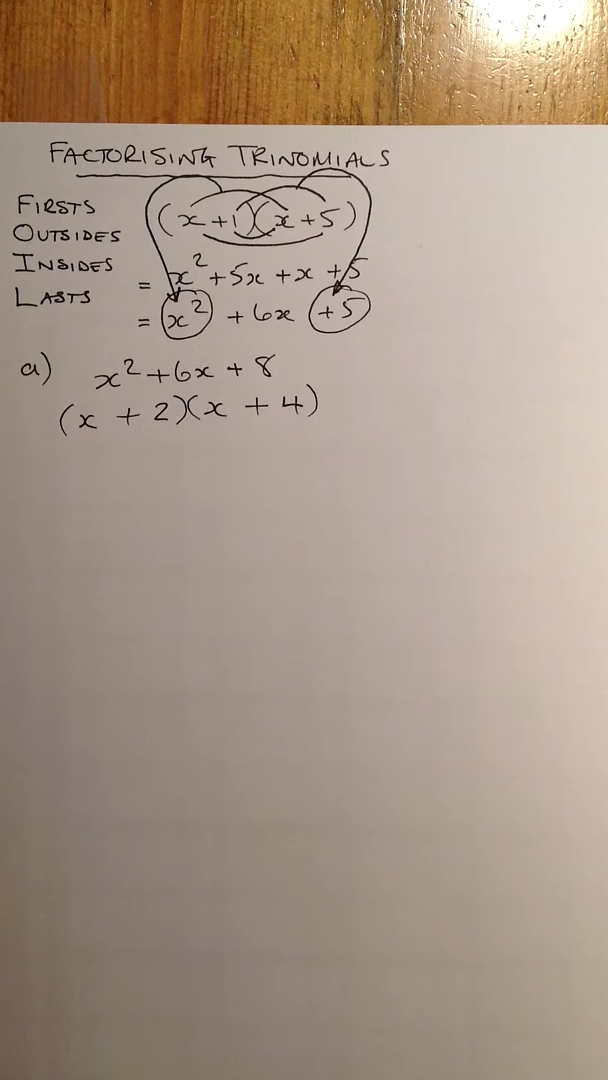 FACTORISING TRINOMIALS
FIRSTS
OUTSIDES
INSIDES
LASTS
(x + 1)(x + 5)
= x² + 5x + x + 5
= x² + 6x + 5
a) x² + 6x + 8
(x + 2)(x + 4)